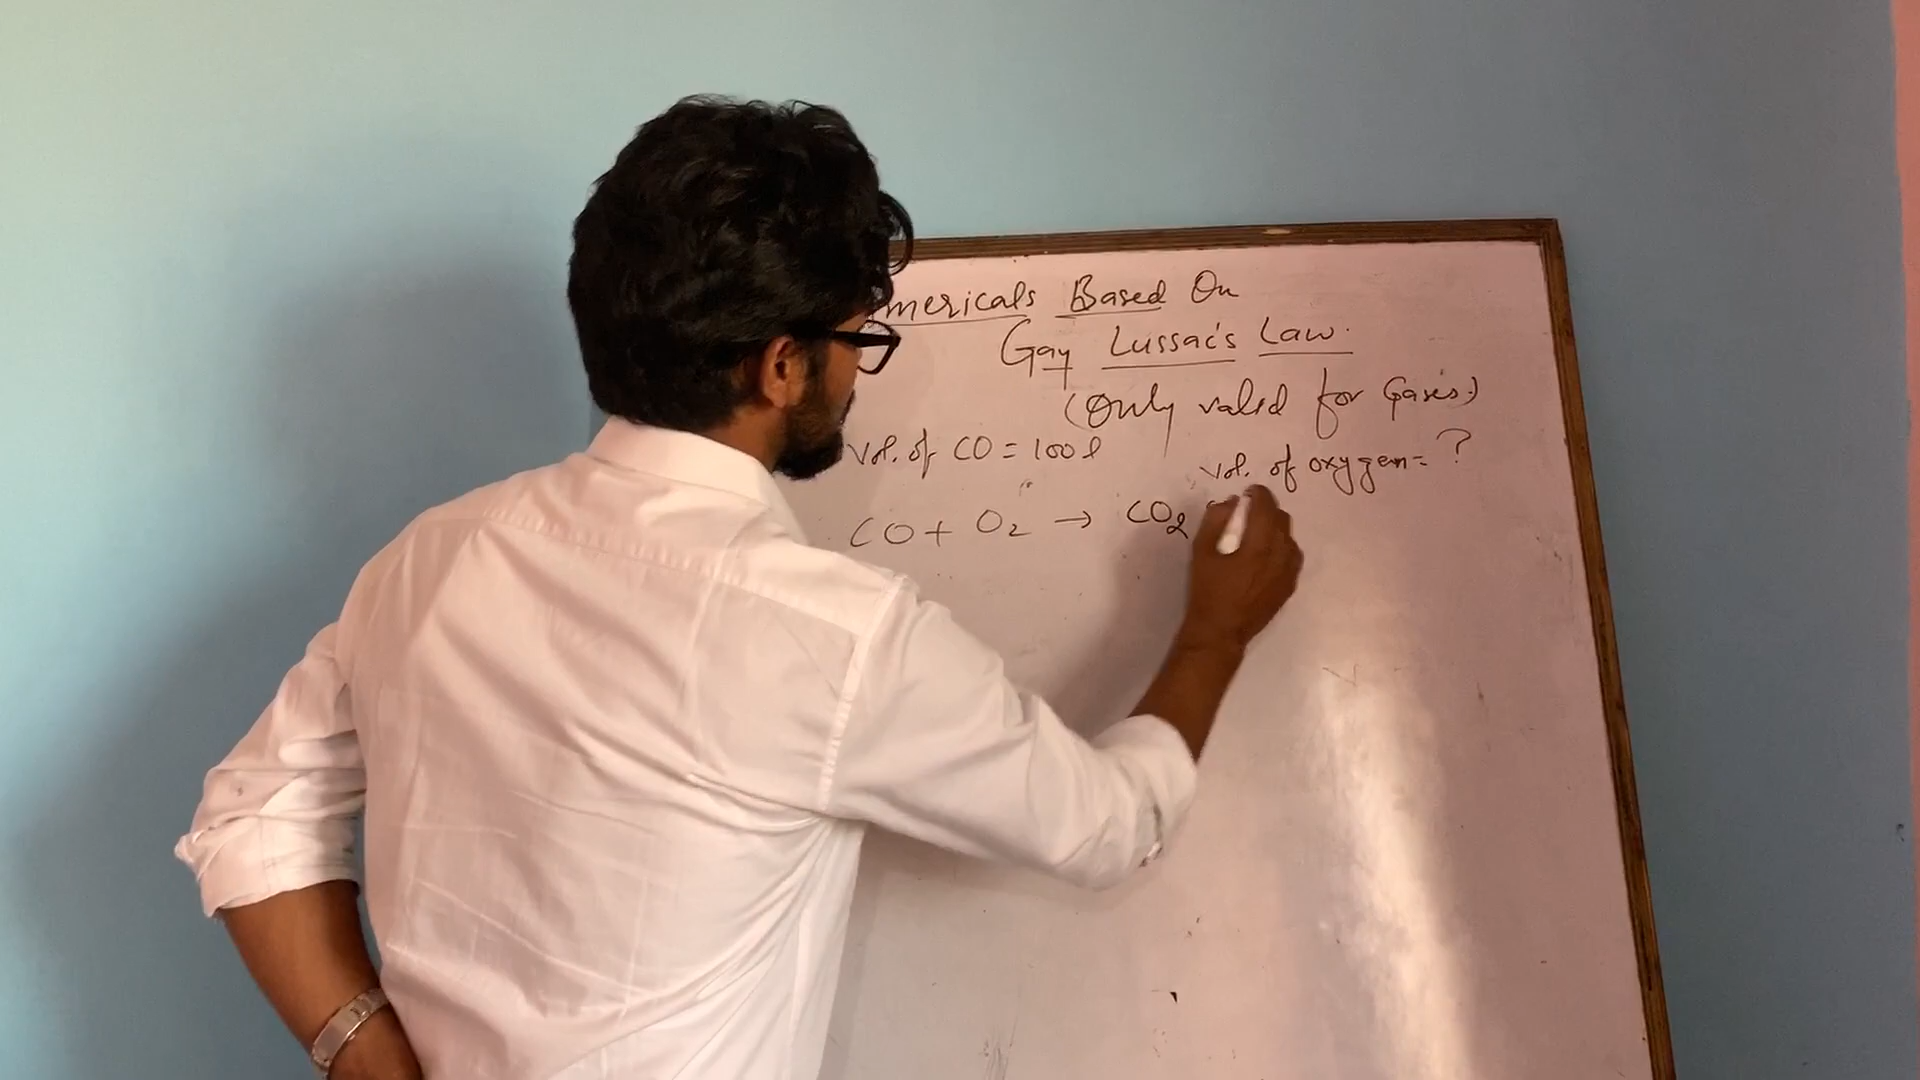 mericals Based On
Gay Lussac's Law.
(Only valid for Gases.)
Vol. of CO = 100 l
vol. of oxygen = ?
CO + O2 → CO2